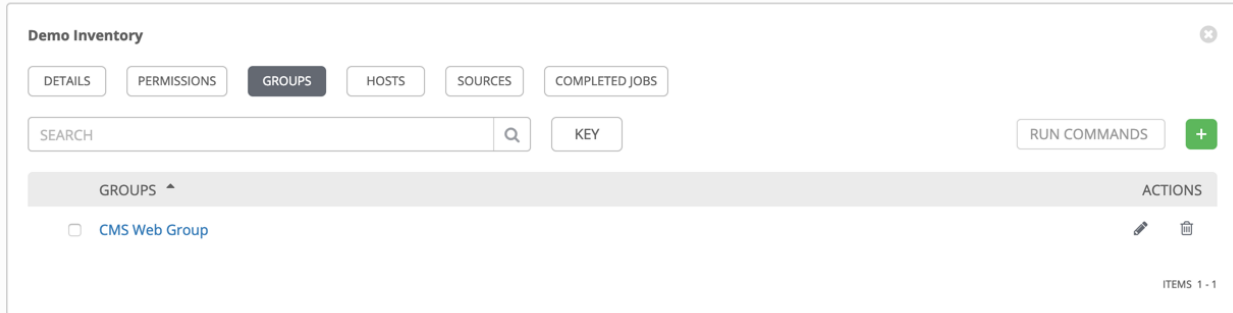 Demo Inventory
DETAILS PERMISSIONS GROUPS HOSTS SOURCES COMPLETED JOBS
SEARCH KEY RUN COMMANDS +
GROUPS ACTIONS
CMS Web Group
ITEMS 1 - 1